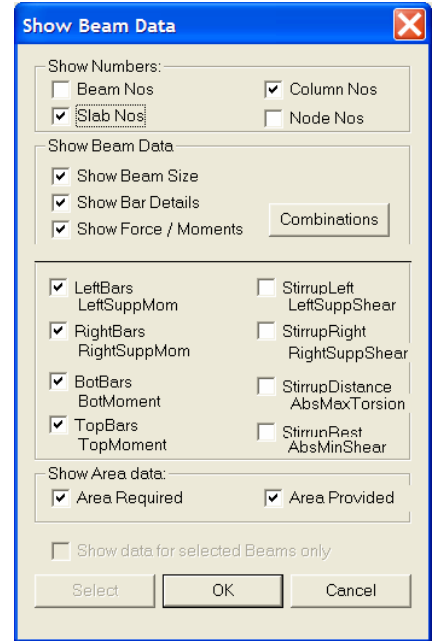 Show Beam Data
Show Numbers:
Beam Nos
Column Nos
Slab Nos
Node Nos
Show Beam Data
Show Beam Size
Show Bar Details
Show Force / Moments
Combinations
LeftBars
LeftSuppMom
StirrupLeft
LeftSuppShear
RightBars
RightSuppMom
StirrupRight
RightSuppShear
BotBars
BotMoment
StirrupDistance
AbsMaxTorsion
TopBars
TopMoment
StirrupRest
AbsMinShear
Show Area data:
Area Required
Area Provided
Show data for selected Beams only
Select
OK
Cancel